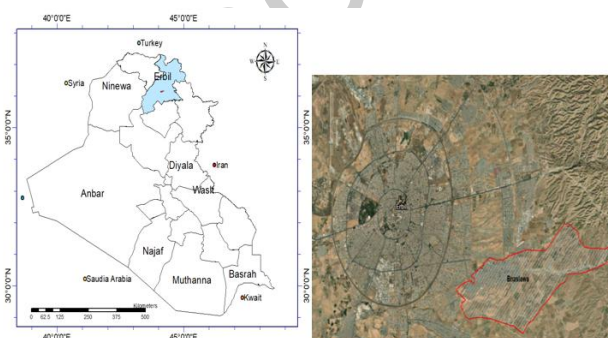 40°0'0"E 45°0'0"E
Turkey
N
W E
S
Syria
Erbil
Ninewa
35°0'0"N 35°0'0"N
Diyala
Iran
Wasit
Anbar
Najaf
Muthanna
Basrah
Saudia Arabia
Kwait
30°0'0"N 30°0'0"N
Kilometers
0 62.5 125 250 375 500
40°0'0"E 45°0'0"E
Bnaslawa